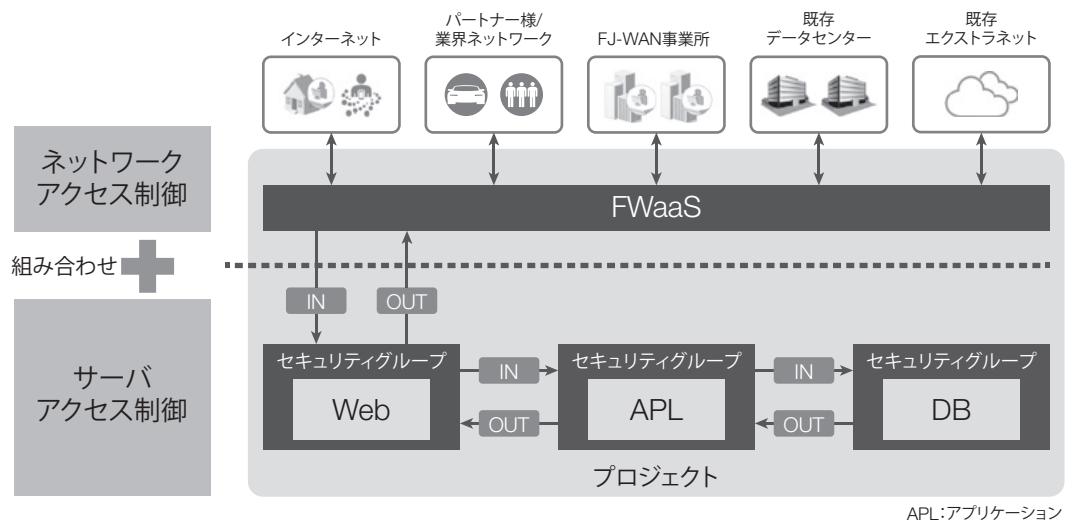 インターネット
パートナー様/
業界ネットワーク
FJ-WAN事業所
既存
データセンター
既存
エクストラネット
ネットワーク
アクセス制御
FWaaS
組み合わせ
IN
OUT
サーバ
アクセス制御
セキュリティグループ
Web
IN
OUT
セキュリティグループ
APL
IN
OUT
セキュリティグループ
DB
プロジェクト
APL:アプリケーション